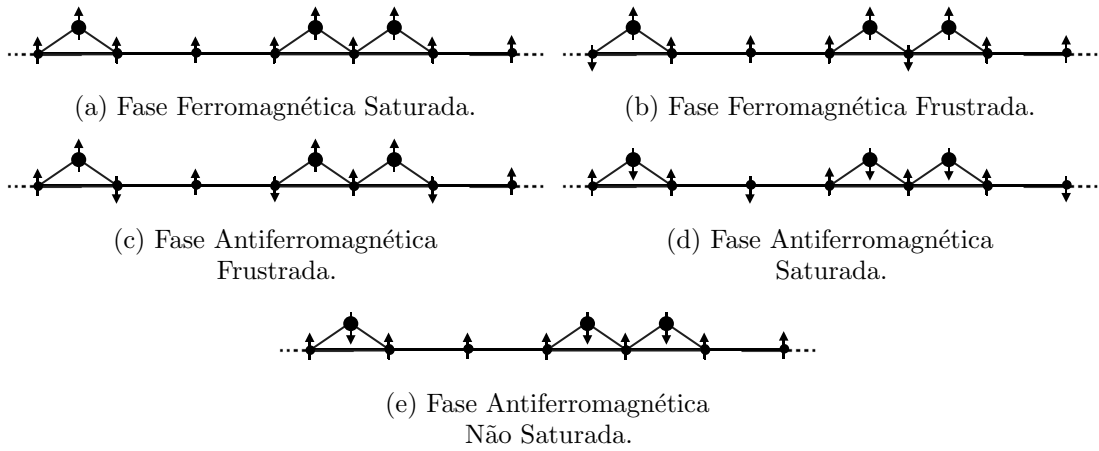 (a) Fase Ferromagnética Saturada.
(b) Fase Ferromagnética Frustrada.
(c) Fase Antiferromagnética
Frustrada.
(d) Fase Antiferromagnética
Saturada.
(e) Fase Antiferromagnética
Não Saturada.